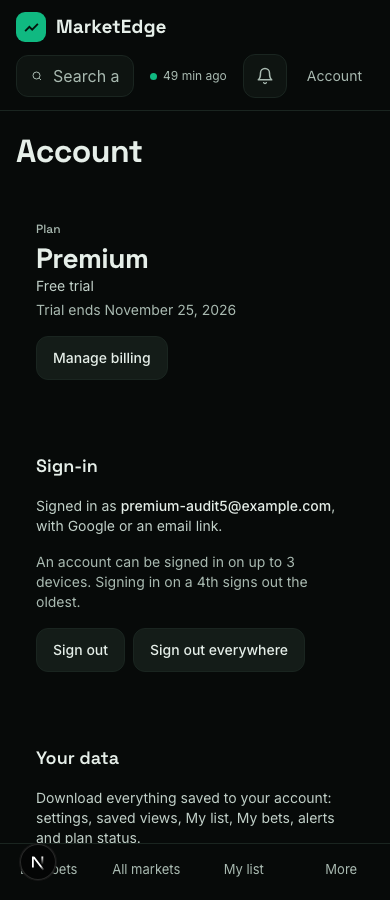 MarketEdge
Search a
49 min ago
Account
Account
Plan
Premium
Free trial
Trial ends November 25, 2026
Manage billing
Sign-in
Signed in as premium-audit5@example.com,
with Google or an email link.
An account can be signed in on up to 3
devices. Signing in on a 4th signs out the
oldest.
Sign out
Sign out everywhere
Your data
Download everything saved to your account:
settings, saved views, My list, My bets, alerts
and plan status.
N
bets
All markets
My list
More